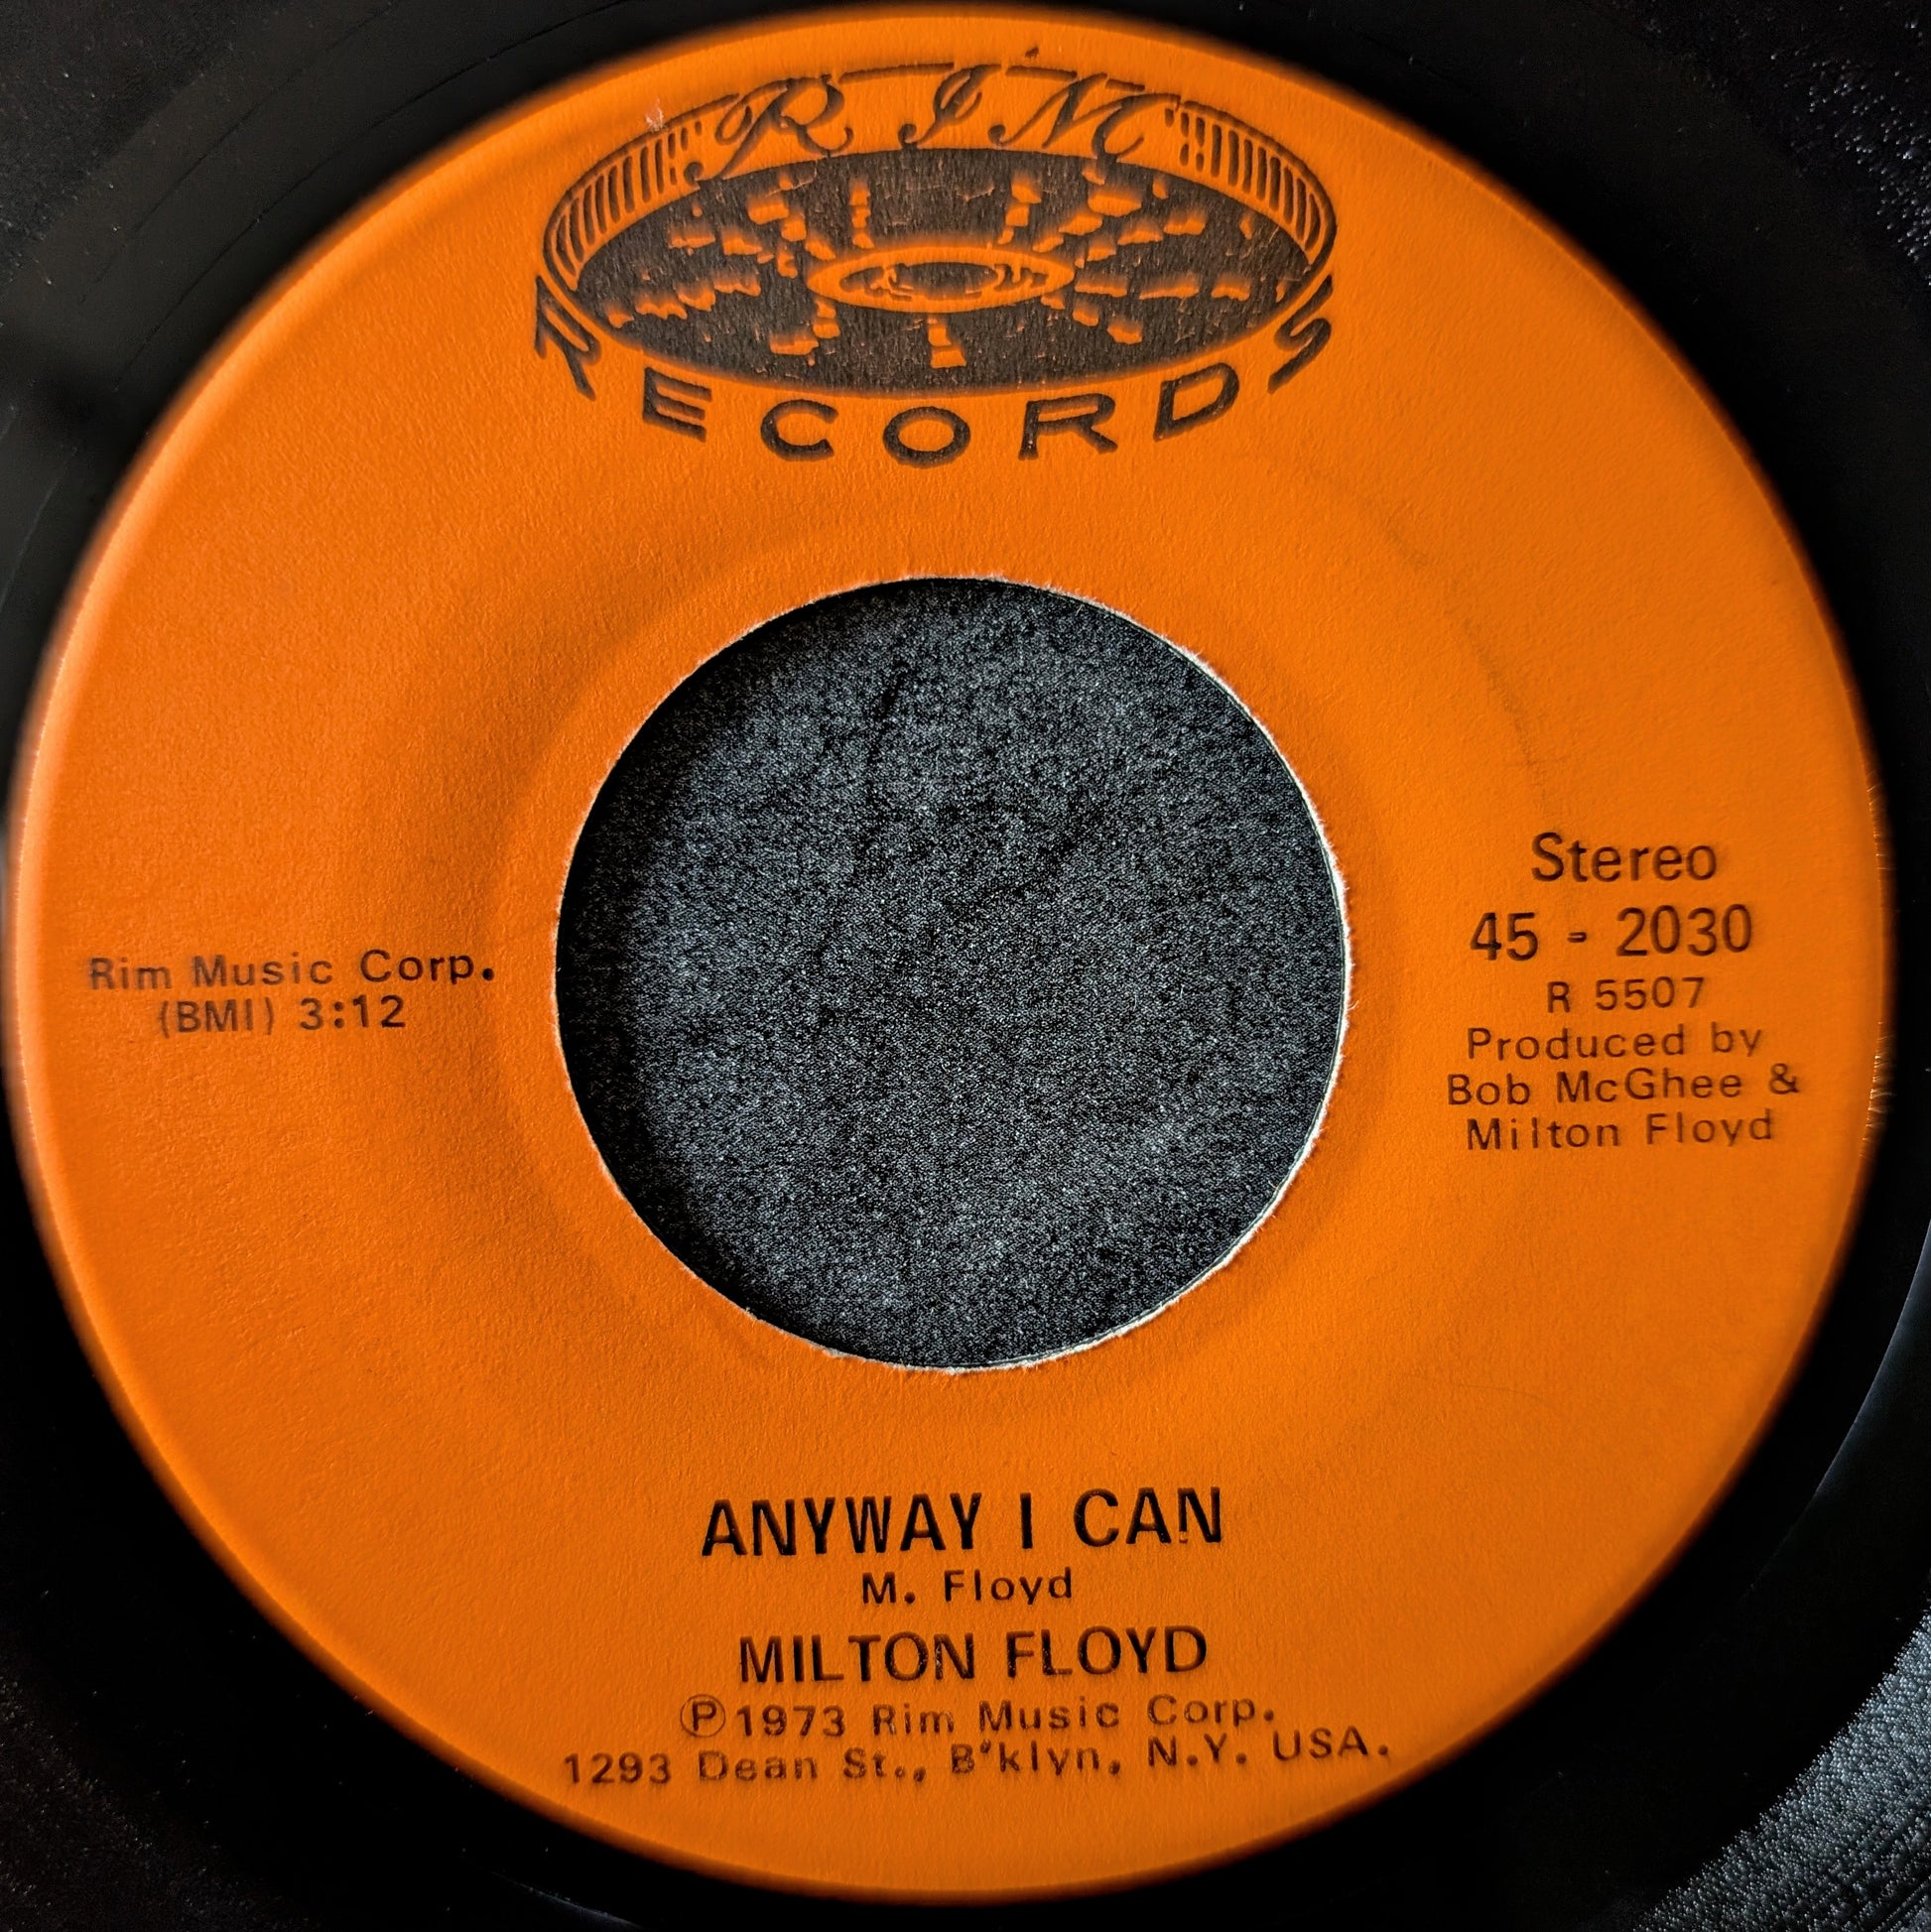 RIM
RECORDS
Rim Music Corp.
(BMI) 3:12
Stereo
45 - 2030
R 5507
Produced by
Bob McGhee &
Milton Floyd
ANYWAY I CAN
M. Floyd
MILTON FLOYD
Ⓟ1973 Rim Music Corp.
1293 Dean St., B'klyn, N.Y. USA.